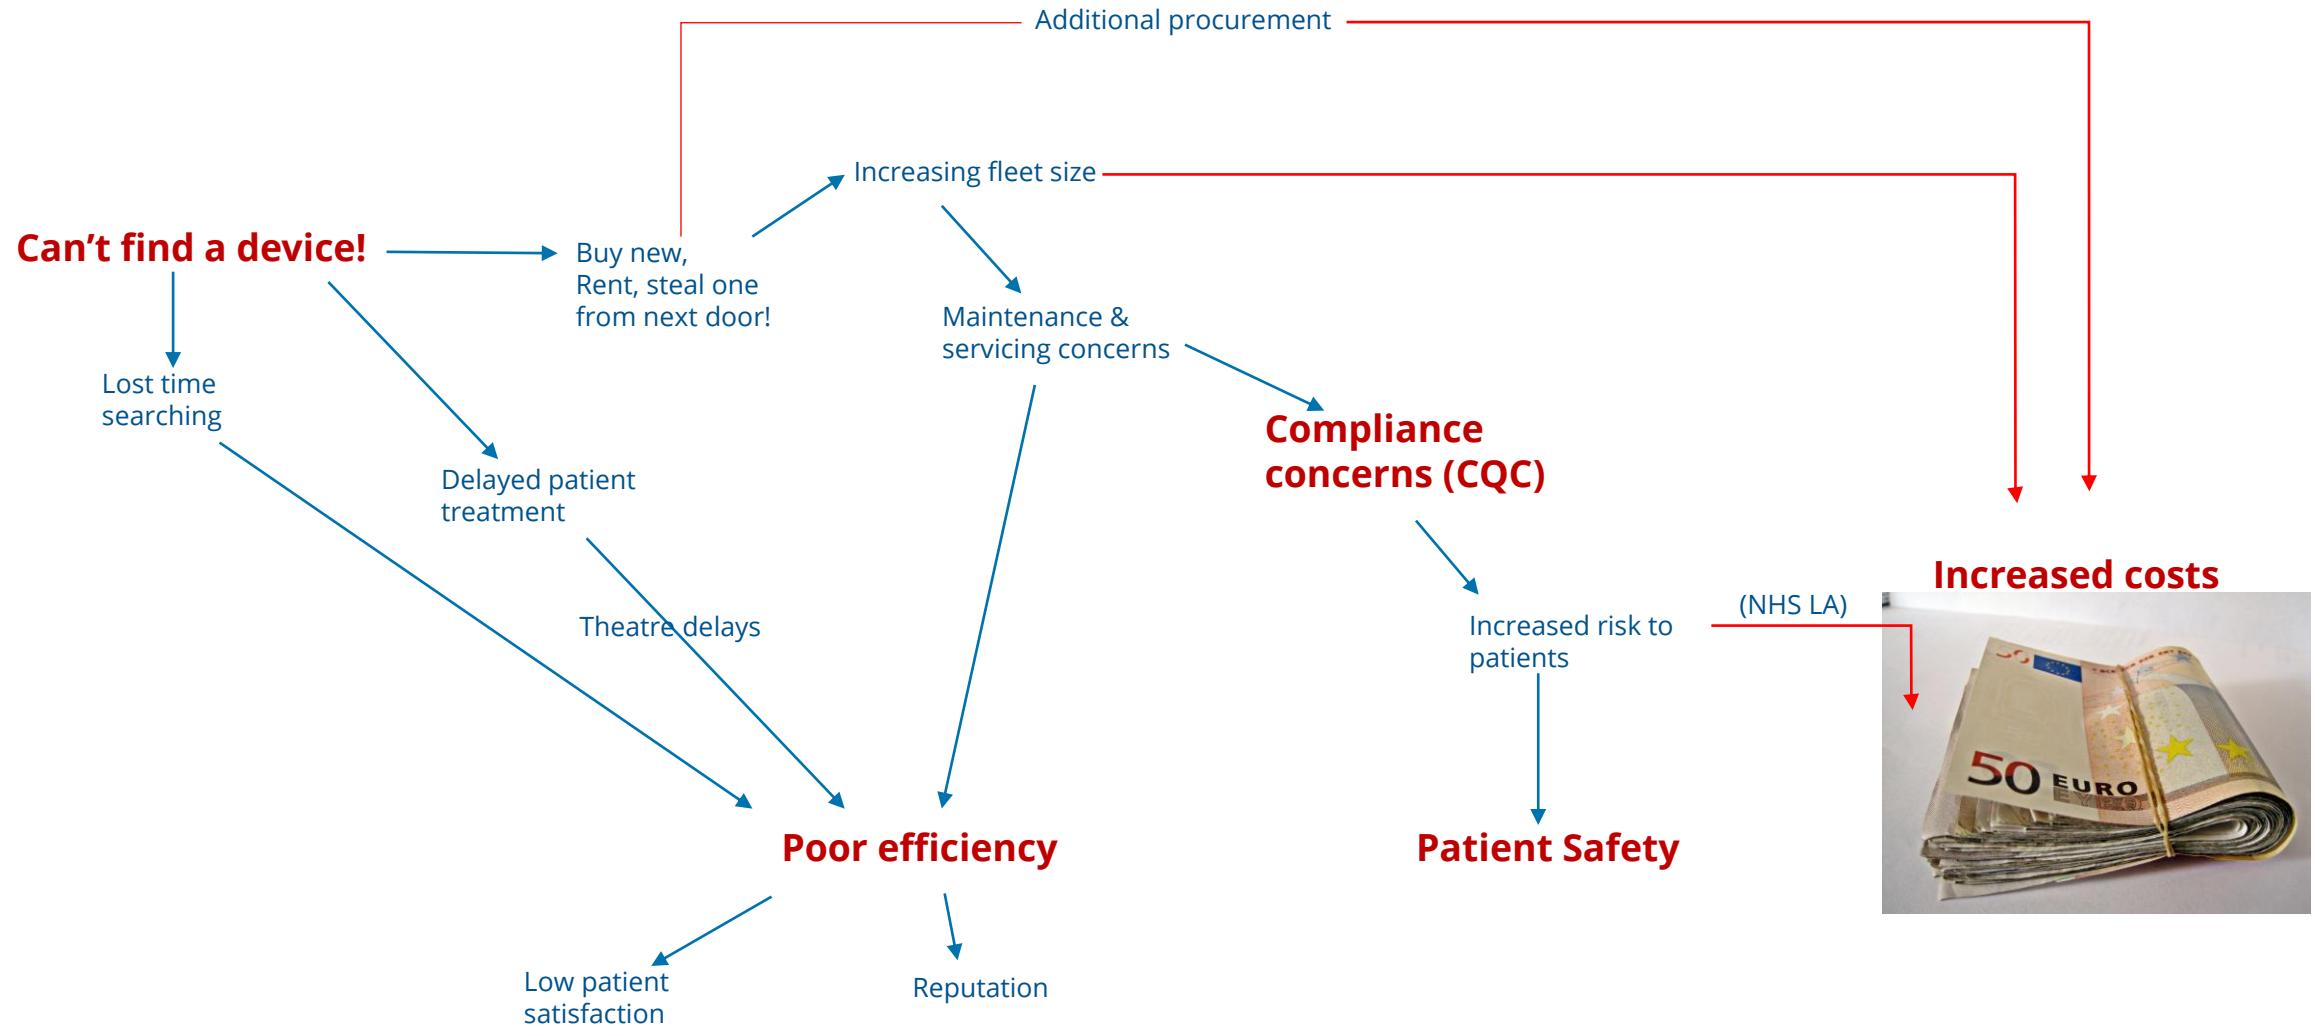 Additional procurement
Increasing fleet size
Can’t find a device!
Buy new,
Rent, steal one
from next door!
Maintenance &
servicing concerns
Lost time
searching
Compliance
concerns (CQC)
Delayed patient
treatment
Increased costs
(NHS LA)
Theatre delays
Increased risk to
patients
50
50 EURO
ΕΥΡΩ
Poor efficiency
Patient Safety
Low patient
satisfaction
Reputation